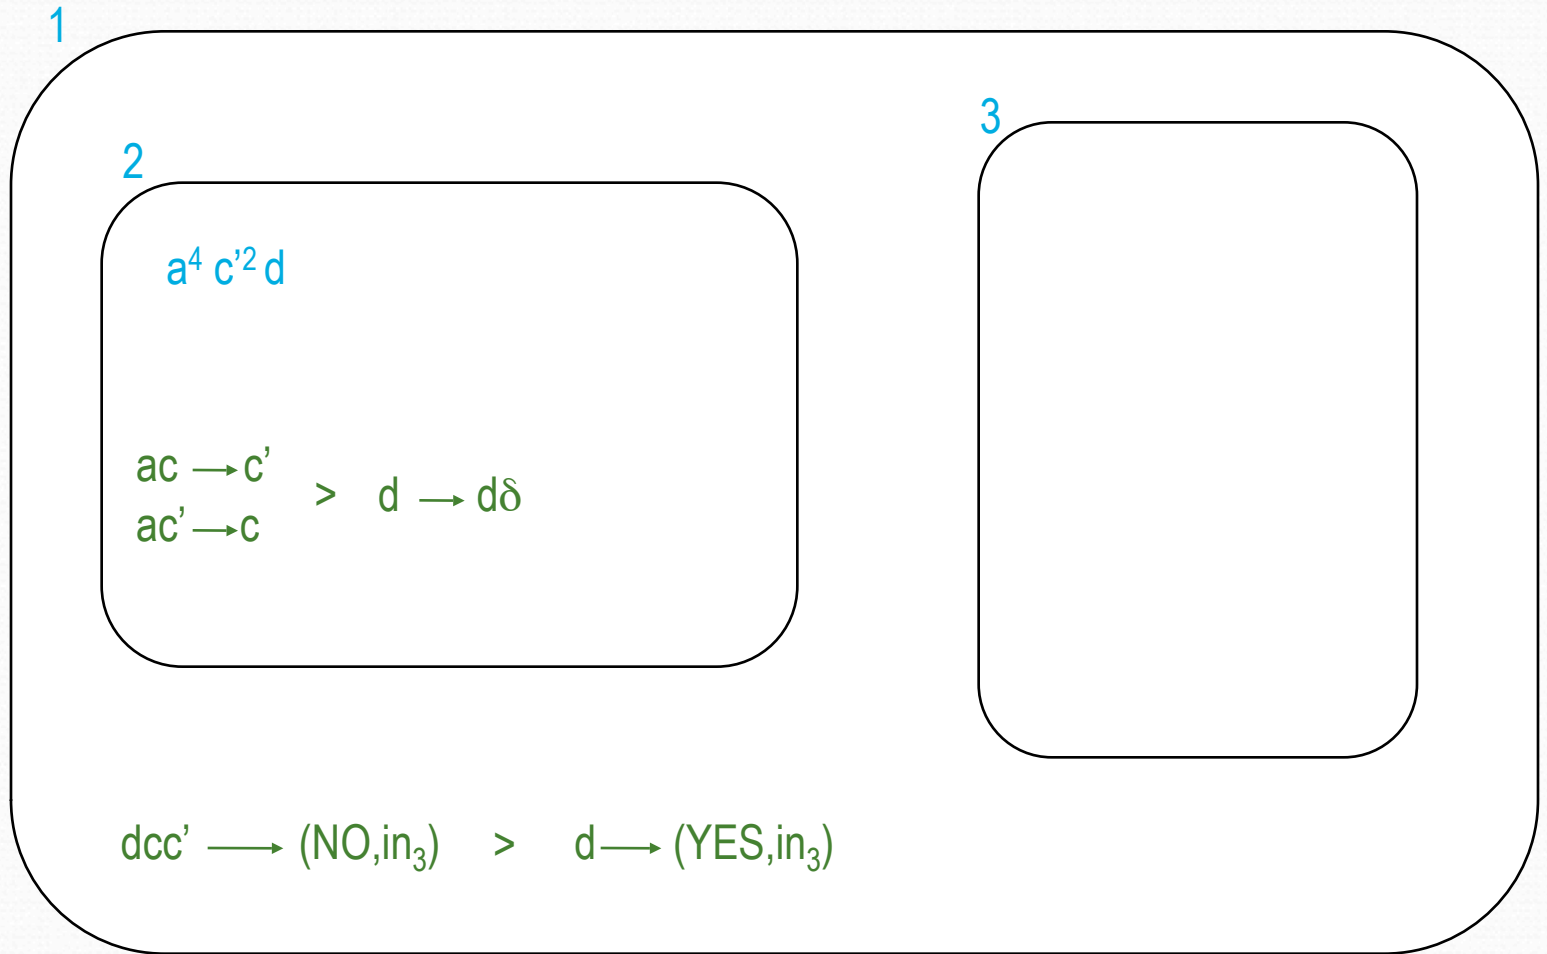 1
3
2
a⁴ c’² d
ac → c’
> d → dδ
ac’ → c
dcc’ → (NO,in₃) > d → (YES,in₃)